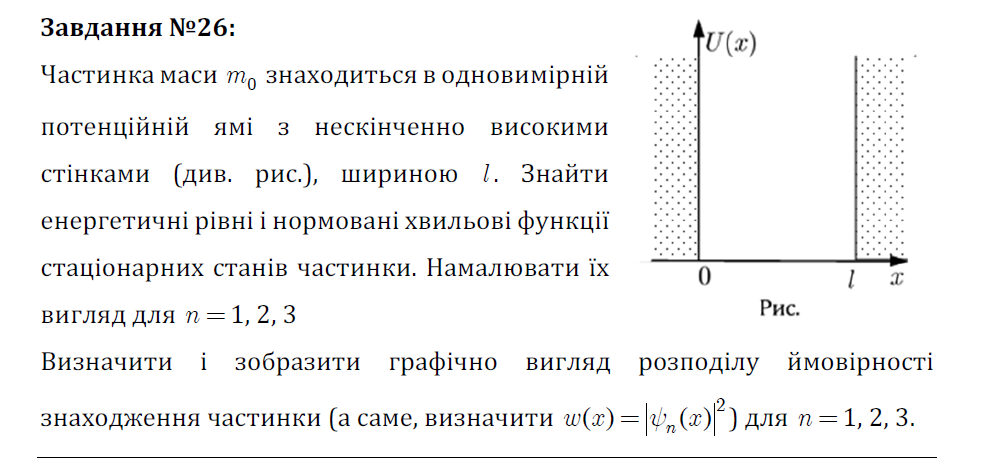 Завдання №26:
Частинка маси m₀ знаходиться в одновимірній
потенційній ямі з нескінченно високими
стінками (див. рис.), шириною l. Знайти
енергетичні рівні і нормовані хвильові функції
стаціонарних станів частинки. Намалювати їх
вигляд для n = 1, 2, 3
U(x)
0
l
x
Рис.
Визначити і зобразити графічно вигляд розподілу ймовірності
знаходження частинки (а саме, визначити w(x) = |ψₙ(x)|²) для n = 1, 2, 3.